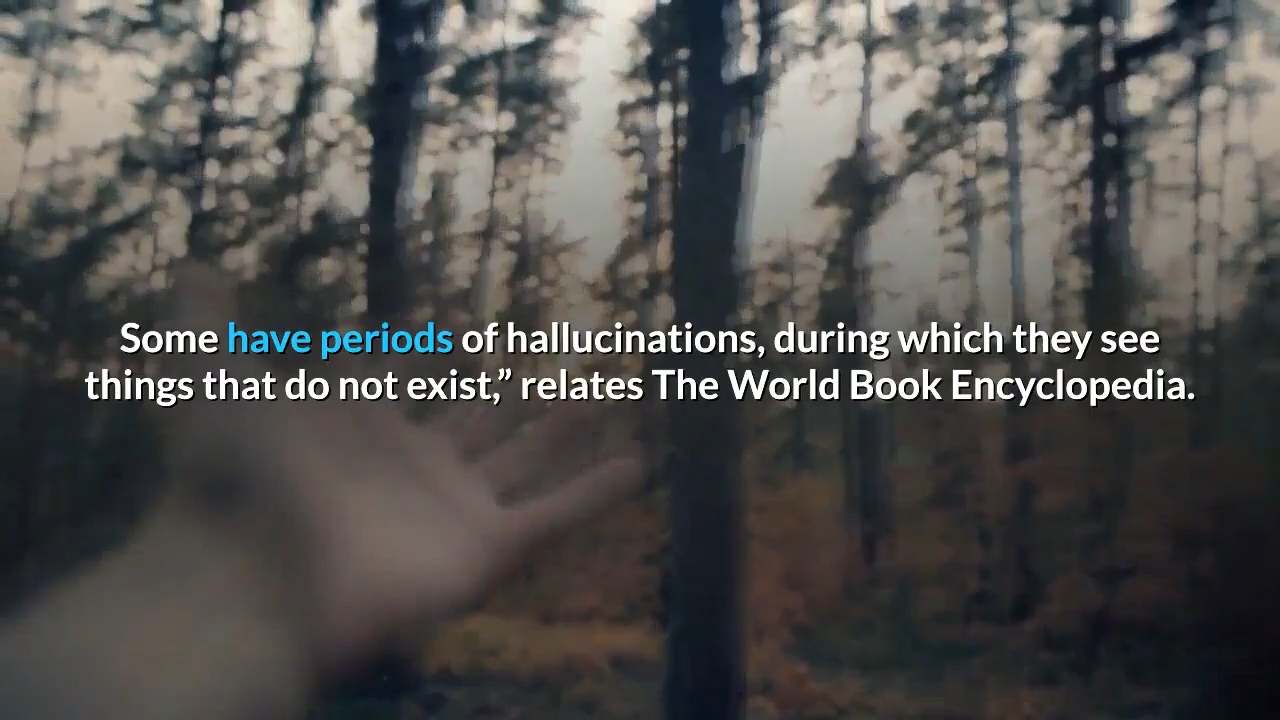 Some have periods of hallucinations, during which they see
things that do not exist,” relates The World Book Encyclopedia.